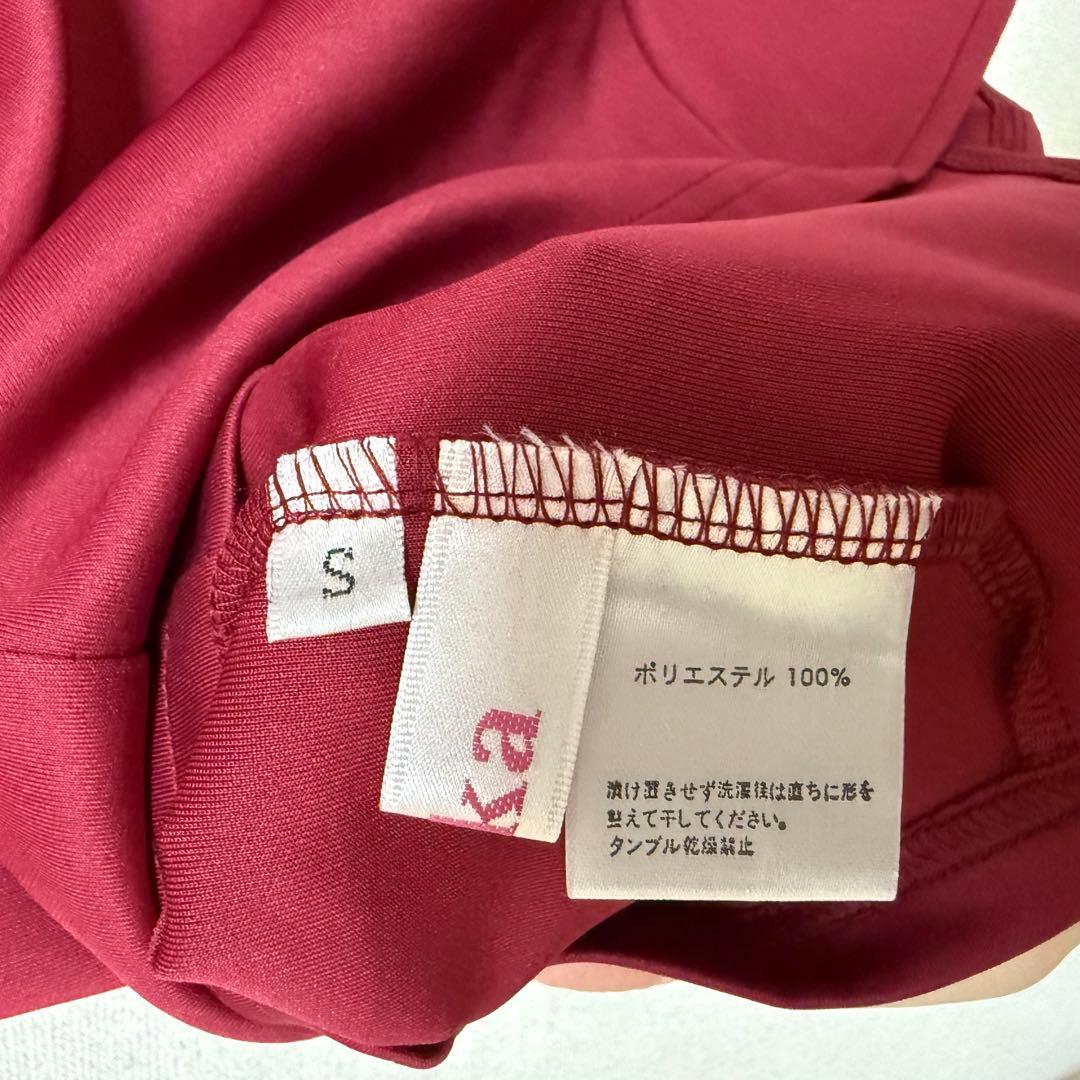 S
ka
ポリエステル 100%
漬け置きせず洗濯後は直ちに形を
整えて干してください。
タンブル乾燥禁止